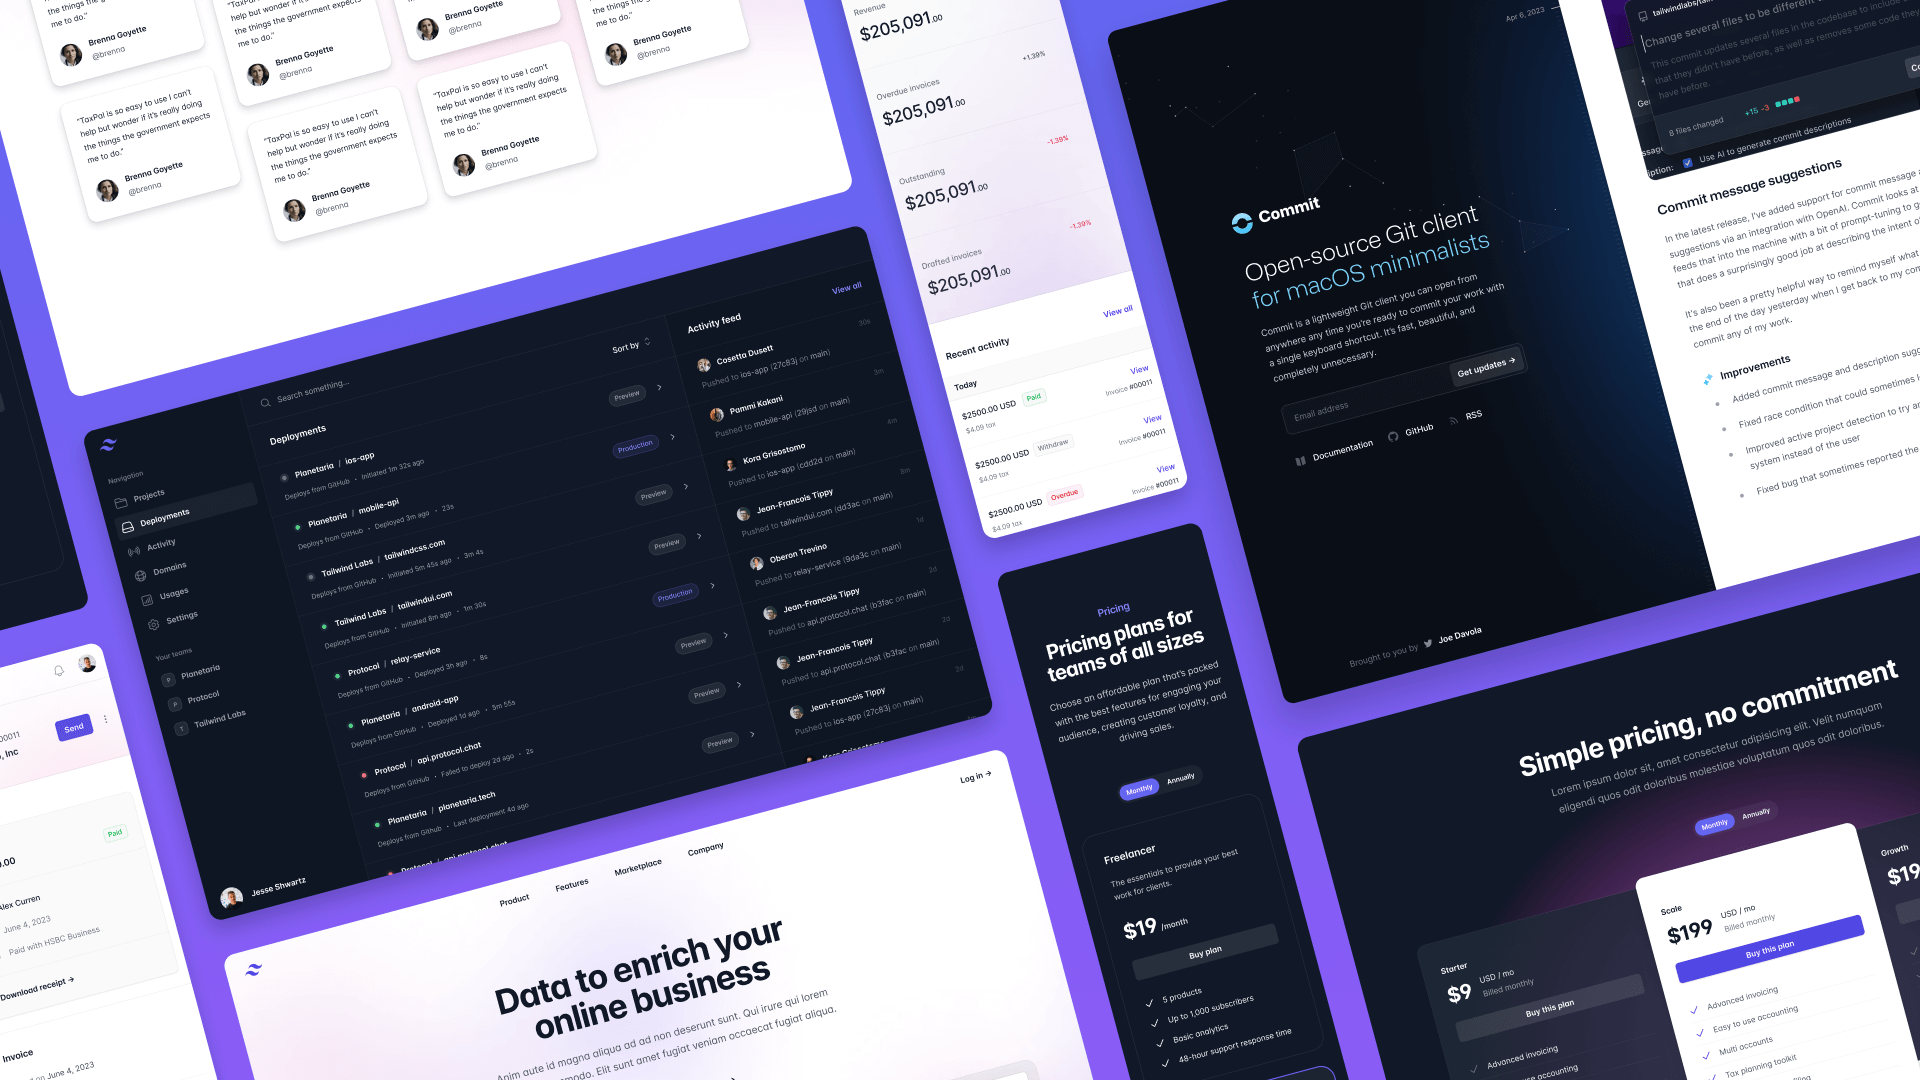 help but wonder if it's really doing
the things the government expects
me to do."
Brenna Goyette
@brenna
"TaxPal is so easy to use I can't
help but wonder if it's really doing
the things the government expects
me to do."
Brenna Goyette
@brenna
me to do."
Brenna Goyette
@brenna
"TaxPal is so easy to use I can't
help but wonder if it's really doing
the things the government expects
me to do."
Brenna Goyette
@brenna
@brenna
"TaxPal is so easy to use I can't
help but wonder if it's really doing
the things the government expects
me to do."
Brenna Goyette
@brenna
me to do."
Brenna Goyette
@brenna
Revenue
$205,091.00
Overdue invoices
+1.39%
$205,091.00
Outstanding
-1.39%
$205,091.00
Drafted invoices
-1.39%
$205,091.00
Recent activity
View all
Today
$2500.00 USD Paid
$4.09 tax
View
Invoice #00011
$2500.00 USD Withdraw
$4.09 tax
View
Invoice #00011
$2500.00 USD Overdue
$4.09 tax
View
Invoice #00011
Commit
Open-source Git client
for macOS minimalists
Commit is a lightweight Git client you can open from
anywhere any time you're ready to commit your work with
a single keyboard shortcut. It's fast, beautiful, and
completely unnecessary.
Email address
Get updates →
Documentation
GitHub
RSS
Brought to you by Joe Davola
Apr 6, 2023
Change several files to be different
This commit updates several files in the codebase to include
that they didn't have before, as well as removes some code they
have before.
8 files changed
+15 -3
Use AI to generate commit descriptions
Commit message suggestions
In the latest release, I've added support for commit message
suggestions via an integration with OpenAI. Commit looks at
feeds that into the machine with a bit of prompt-tuning to
that does a surprisingly good job at describing the intent of
It's also been a pretty helpful way to remind myself what
the end of the day yesterday when I get back to my
commit any of my work.
Improvements
Added commit message and description
Fixed race condition that could sometimes
Improved active project detection to try
system instead of the user
Fixed bug that sometimes reported the
Navigation
Projects
Deployments
Activity
Domains
Usages
Settings
Your teams
P Planetaria
P Protocol
T Tailwind Labs
Jesse Shwartz
Search something...
Deployments
Sort by
Planetaria / ios-app
Deploys from GitHub • Initiated 1m 32s ago
Preview
Planetaria / mobile-api
Deploys from GitHub • Deployed 3m ago • 23s
Production
Tailwind Labs / tailwindcss.com
Deploys from GitHub • Initiated 5m 45s ago • 3m 4s
Preview
Tailwind Labs / tailwindui.com
Deploys from GitHub • Initiated 8m ago • 1m 30s
Preview
Protocol / relay-service
Deploys from GitHub • Deployed 3h ago • 8s
Production
Planetaria / android-app
Deploys from GitHub • Deployed 1d ago • 5m 55s
Preview
Protocol / api.protocol.chat
Deploys from GitHub • Failed to deploy 2d ago • 2s
Preview
Planetaria / planetaria.tech
Deploys from Github • Last deployment 4d ago
Preview
Protocol / api.protocol.chat
Activity feed
View all
Cosetta Dusett
30s
Pushed to ios-app (27c83j on main)
Pammi Kokani
3m
Pushed to mobile-api (29jsd on main)
Kora Grisostomo
4m
Pushed to ios-app (cdd2d on main)
Jean-Francois Tippy
9m
Pushed to tailwindui.com (dd3ac on main)
Oberon Trevino
1d
Pushed to relay-service (9da3c on main)
Jean-Francois Tippy
2d
Pushed to api.protocol.chat (b3fac on main)
Jean-Francois Tippy
2d
Pushed to api.protocol.chat (b3fac on main)
Jean-Francois Tippy
2d
Pushed to ios-app (27c83j on main)
Kora Grisostomo
00011
, Inc
Send
Paid
Alex Curren
June 4, 2023
Paid with HSBC Business
Download receipt →
Invoice
on June 4, 2023
Log in →
Product
Features
Marketplace
Company
Data to enrich your
online business
Anim aute id magna aliqua ad ad non deserunt sunt. Qui irure qui lorem
modo. Elit sunt amet fugiat veniam occaecat fugiat aliqua.
Pricing
Pricing plans for
teams of all sizes
Choose an affordable plan that's packed
with the best features for engaging your
audience, creating customer loyalty, and
driving sales.
Monthly
Annually
Freelancer
The essentials to provide your best
work for clients.
$19 /month
Buy plan
5 products
Up to 1,000 subscribers
Basic analytics
48-hour support response time
Simple pricing, no commitment
Lorem ipsum dolor sit, amet consectetur adipisicing elit. Velit numquam
eligendi quos odit doloribus molestiae voluptatum quos odit doloribus.
Monthly
Annually
Starter
$9
USD / mo
Billed monthly
Buy this plan
Advanced invoicing
Scale
$199
USD / mo
Billed monthly
Buy this plan
Advanced invoicing
Easy to use accounting
Multi accounts
Tax planning toolkit
Growth